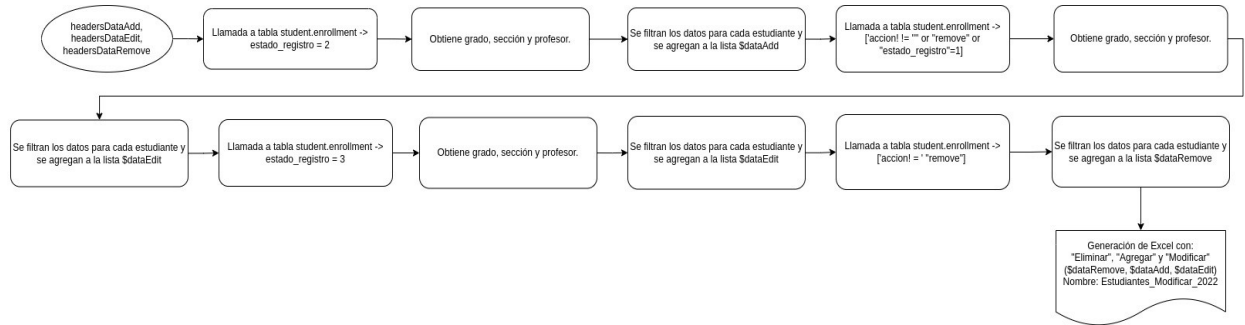 headersDataAdd,
headersDataEdit,
headersDataRemove
Llamada a tabla student.enrollment ->
estado_registro = 2
Obtiene grado, sección y profesor.
Se filtran los datos para cada estudiante y
se agregan a la lista $dataAdd
Llamada a tabla student.enrollment ->
['accion! != "" or "remove" or
"estado_registro"=1]
Obtiene grado, sección y profesor.
Se filtran los datos para cada estudiante y
se agregan a la lista $dataEdit
Llamada a tabla student.enrollment ->
estado_registro = 3
Obtiene grado, sección y profesor.
Se filtran los datos para cada estudiante y
se agregan a la lista $dataEdit
Llamada a tabla student.enrollment ->
['accion! = ' "remove"]
Se filtran los datos para cada estudiante y
se agregan a la lista $dataRemove
Generación de Excel con:
"Eliminar", "Agregar" y "Modificar"
($dataRemove, $dataAdd, $dataEdit)
Nombre: Estudiantes_Modificar_2022